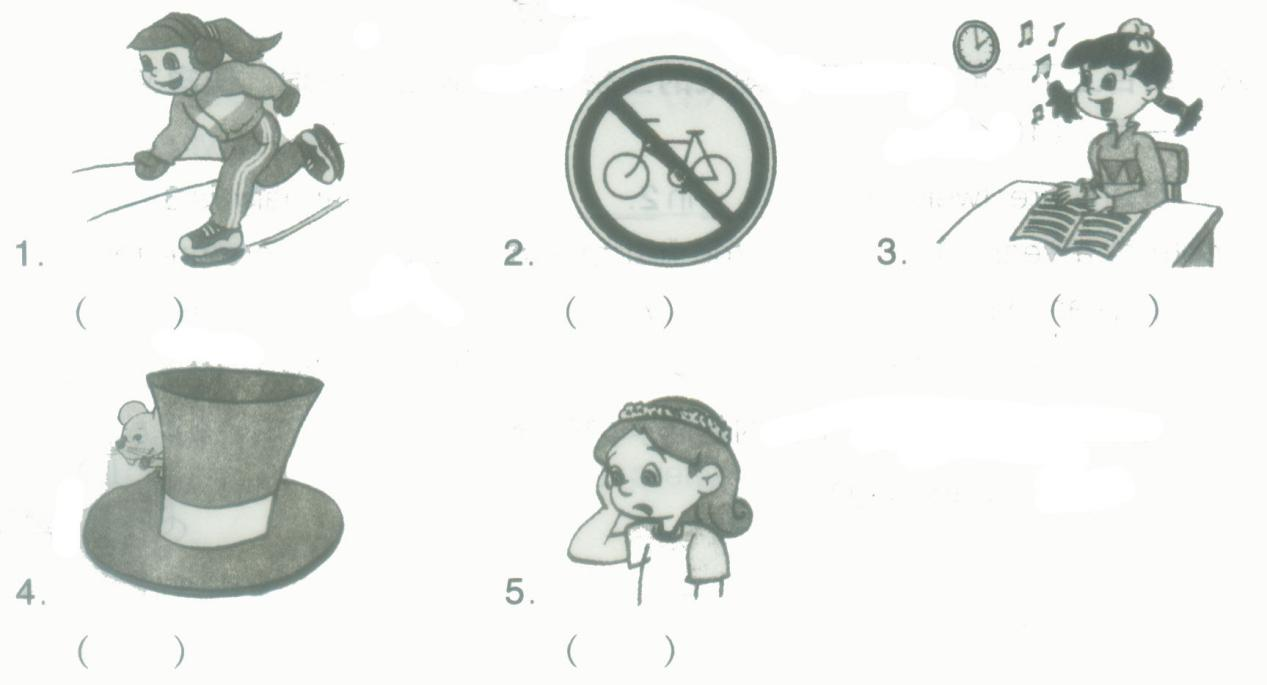 1. 2. 3.
( ) ( ) ( )
4. 5.
( ) ( )